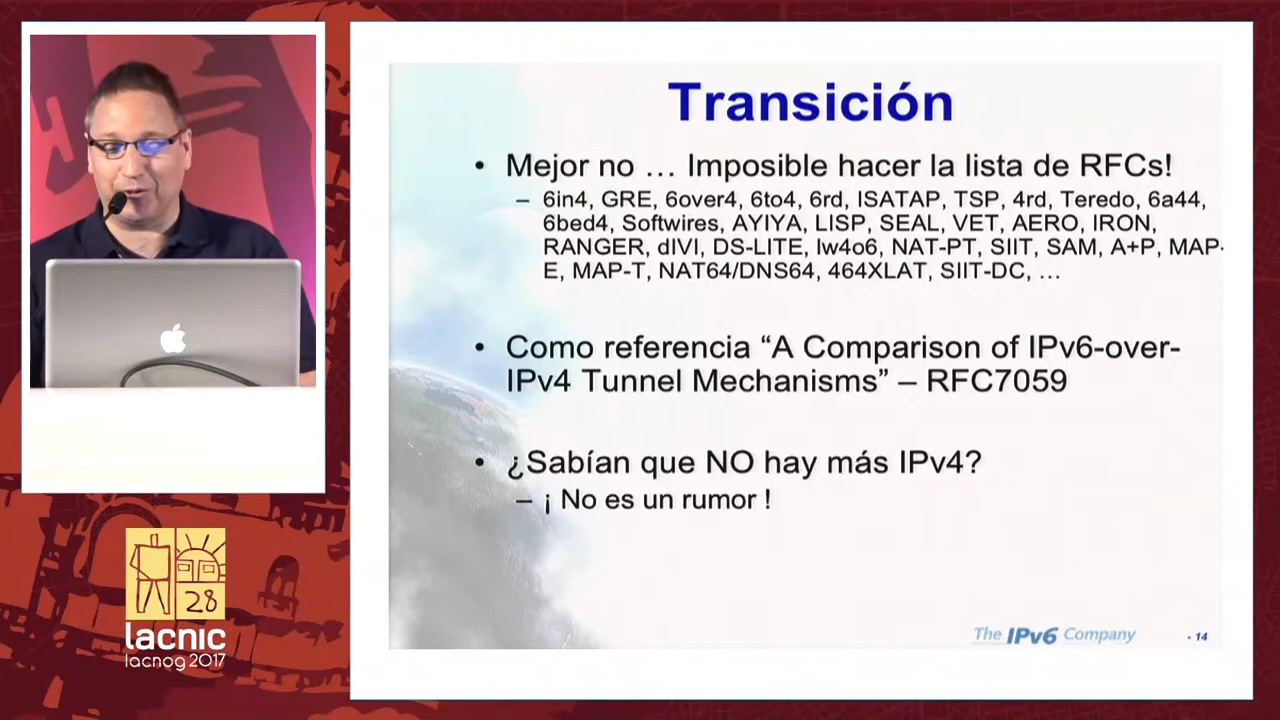 Transición
• Mejor no … Imposible hacer la lista de RFCs!
– 6in4, GRE, 6over4, 6to4, 6rd, ISATAP, TSP, 4rd, Teredo, 6a44,
6bed4, Softwires, AYIYA, LISP, SEAL, VET, AERO, IRON,
RANGER, dIVI, DS-LITE, lw4o6, NAT-PT, SIIT, SAM, A+P, MAP-
E, MAP-T, NAT64/DNS64, 464XLAT, SIIT-DC, …
• Como referencia “A Comparison of IPv6-over-
IPv4 Tunnel Mechanisms” – RFC7059
• ¿Sabían que NO hay más IPv4?
– ¡ No es un rumor !
The IPv6 Company
- 14
28
lacnic
lacnog 2017